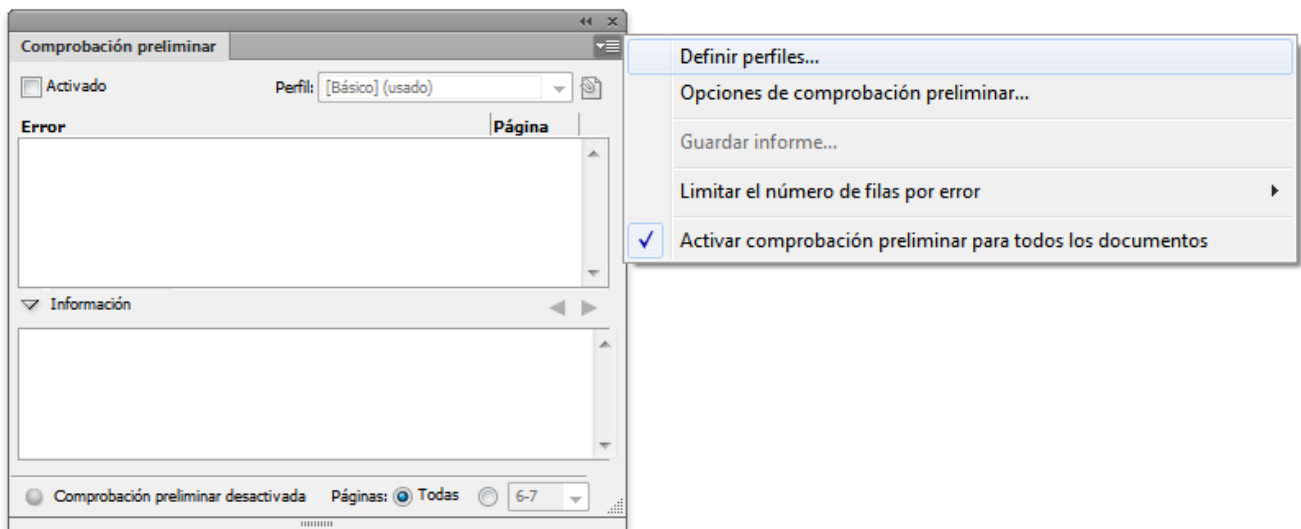 Comprobación preliminar
Activado
Perfil: [Básico] (usado)
Error Página
Información
Comprobación preliminar desactivada Páginas: Todas 6-7
Definir perfiles...
Opciones de comprobación preliminar...
Guardar informe...
Limitar el número de filas por error
Activar comprobación preliminar para todos los documentos